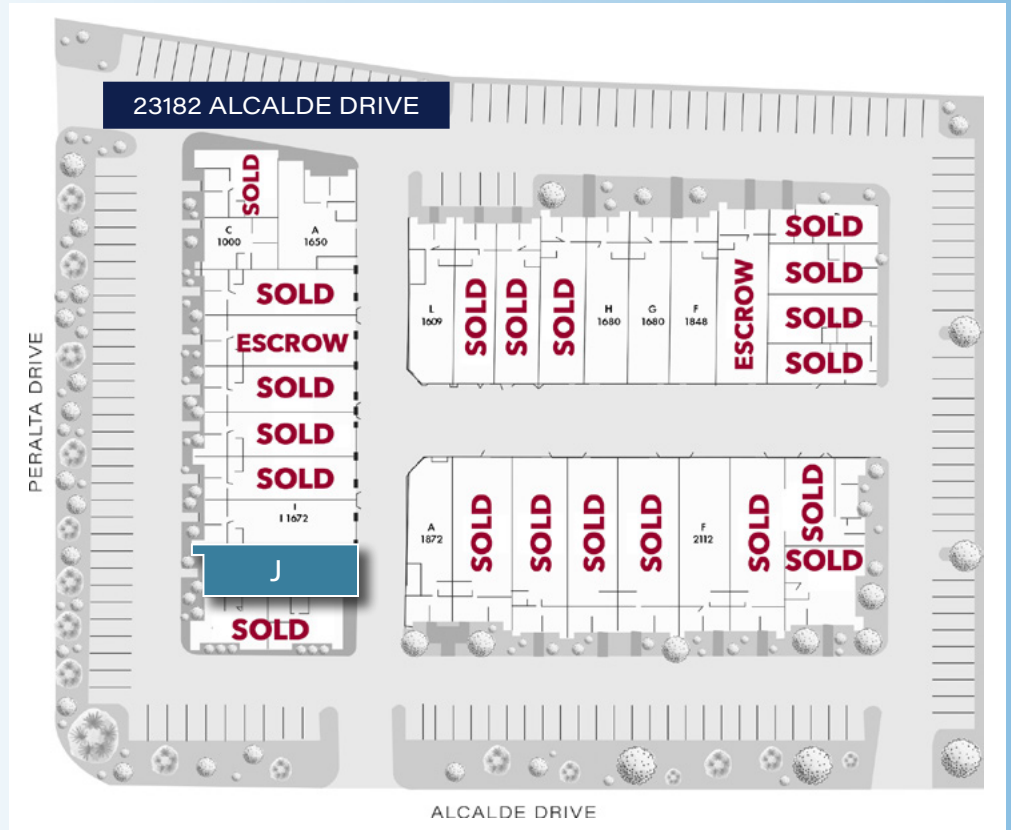 23182 ALCALDE DRIVE
SOLD
C
1000
A
1650
SOLD
ESCROW
SOLD
SOLD
SOLD
I
I 1672
J
SOLD
L
1609
SOLD
SOLD
SOLD
H
1680
G
1680
F
1848
ESCROW
SOLD
SOLD
SOLD
SOLD
A
1872
SOLD
SOLD
SOLD
SOLD
F
2112
SOLD
SOLD
SOLD
PERALTA DRIVE
ALCALDE DRIVE